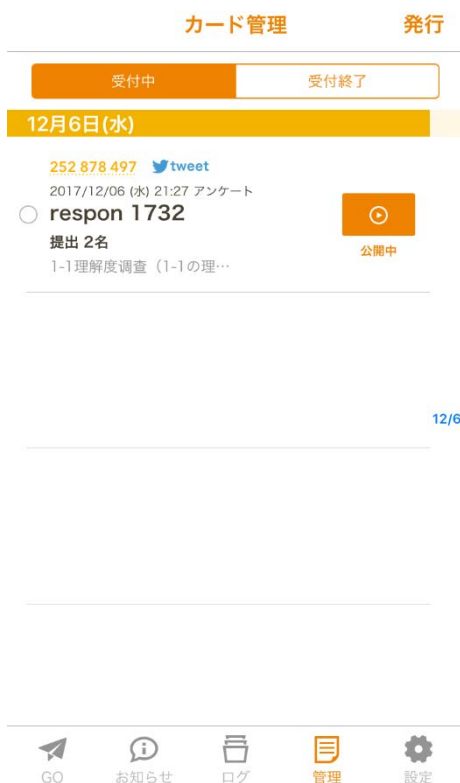 カード管理 発行
受付中 受付終了
12月6日(水)
252 878 497 tweet
2017/12/06 (水) 21:27 アンケート
respon 1732
提出 2名
公開中
1-1理解度调查（1-1の理…
12/6
GO お知らせ ログ 管理 設定